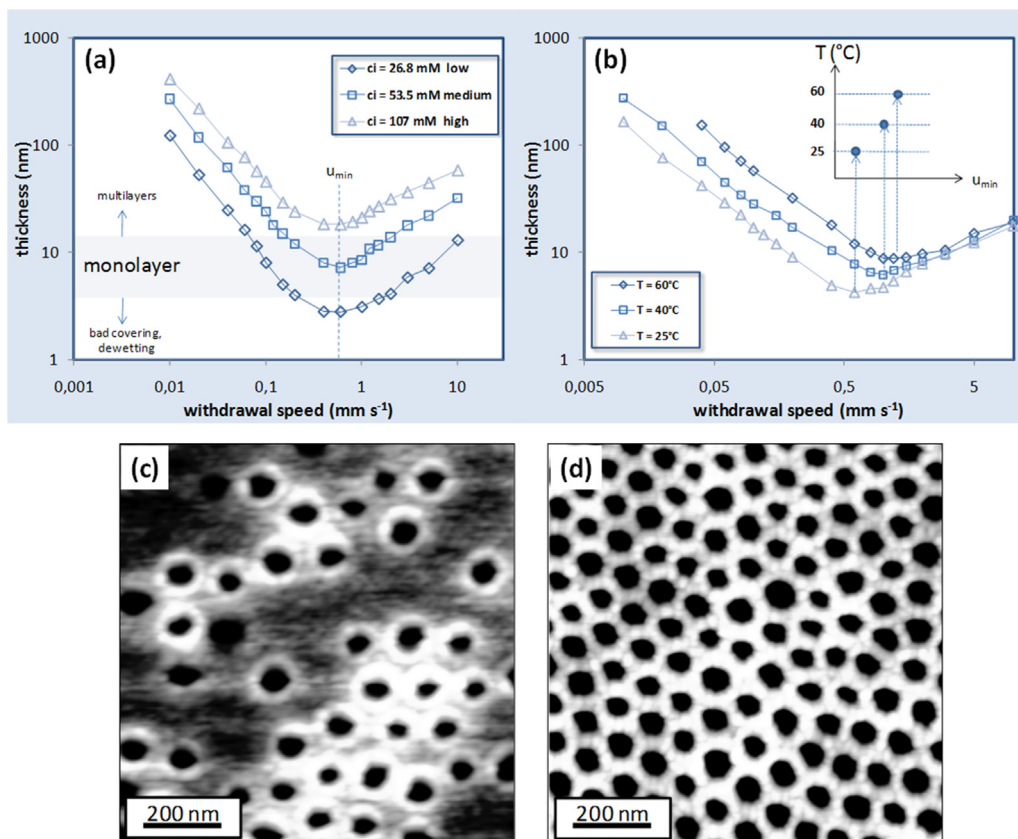 (a)
1000
100
10
1
thickness (nm)
ci = 26.8 mM low
ci = 53.5 mM medium
ci = 107 mM high
umin
multilayers
monolayer
bad covering,
dewetting
0,001
0,01
0,1
1
10
withdrawal speed (mm s⁻¹)
(b)
1000
100
10
1
thickness (nm)
T (°C)
60
40
25
umin
T = 60°C
T = 40°C
T = 25°C
0,005
0,05
0,5
5
withdrawal speed (mm s⁻¹)
(c)
200 nm
(d)
200 nm